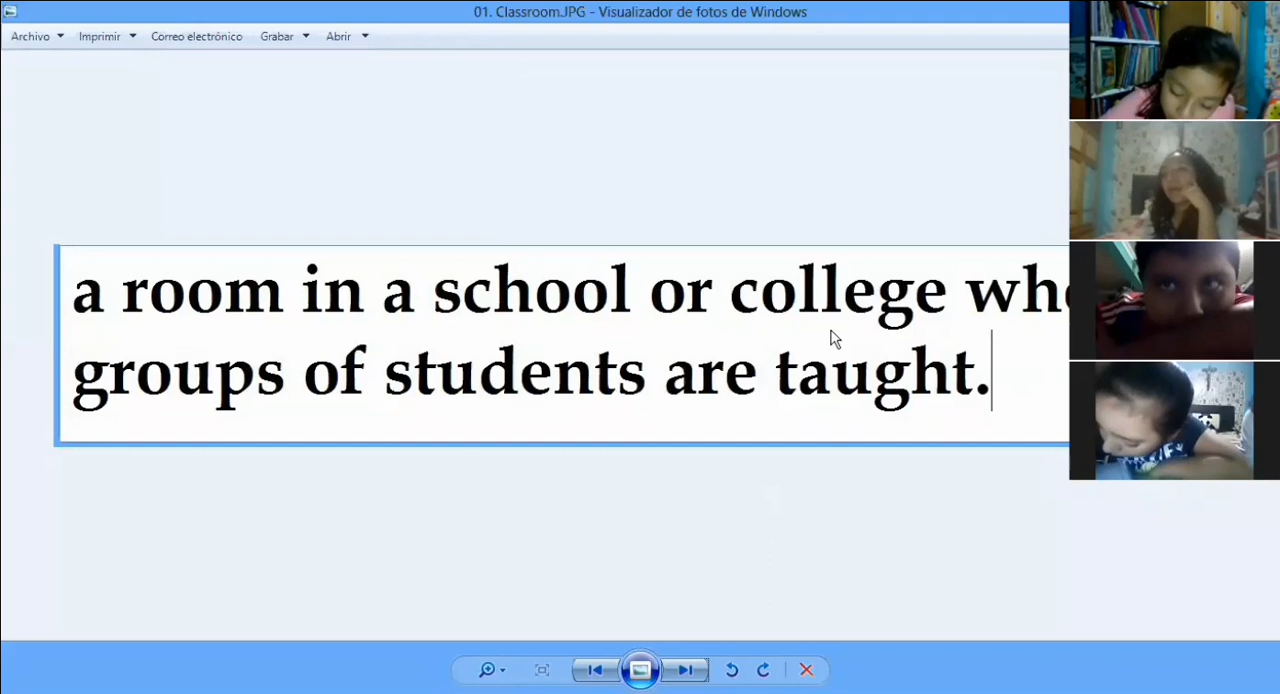 01. Classroom.JPG - Visualizador de fotos de Windows
Archivo Imprimir Correo electrónico Grabar Abrir
a room in a school or college
groups of students are taught.